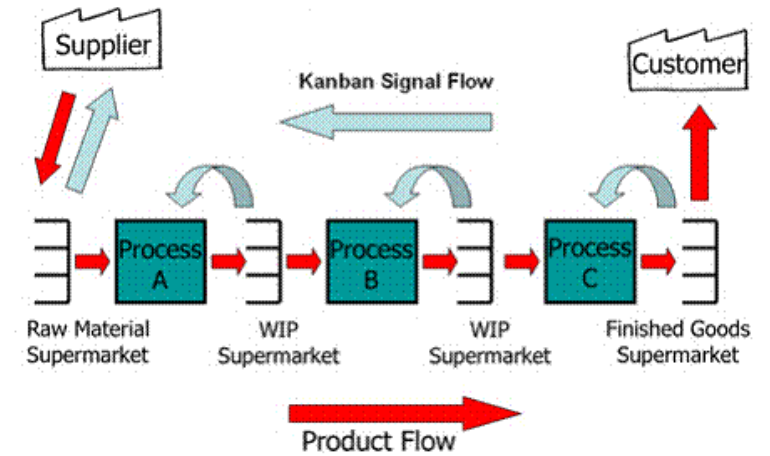 Supplier
Customer
Kanban Signal Flow
Process
A
Process
B
Process
C
Raw Material
Supermarket
WIP
Supermarket
WIP
Supermarket
Finished Goods
Supermarket
Product Flow